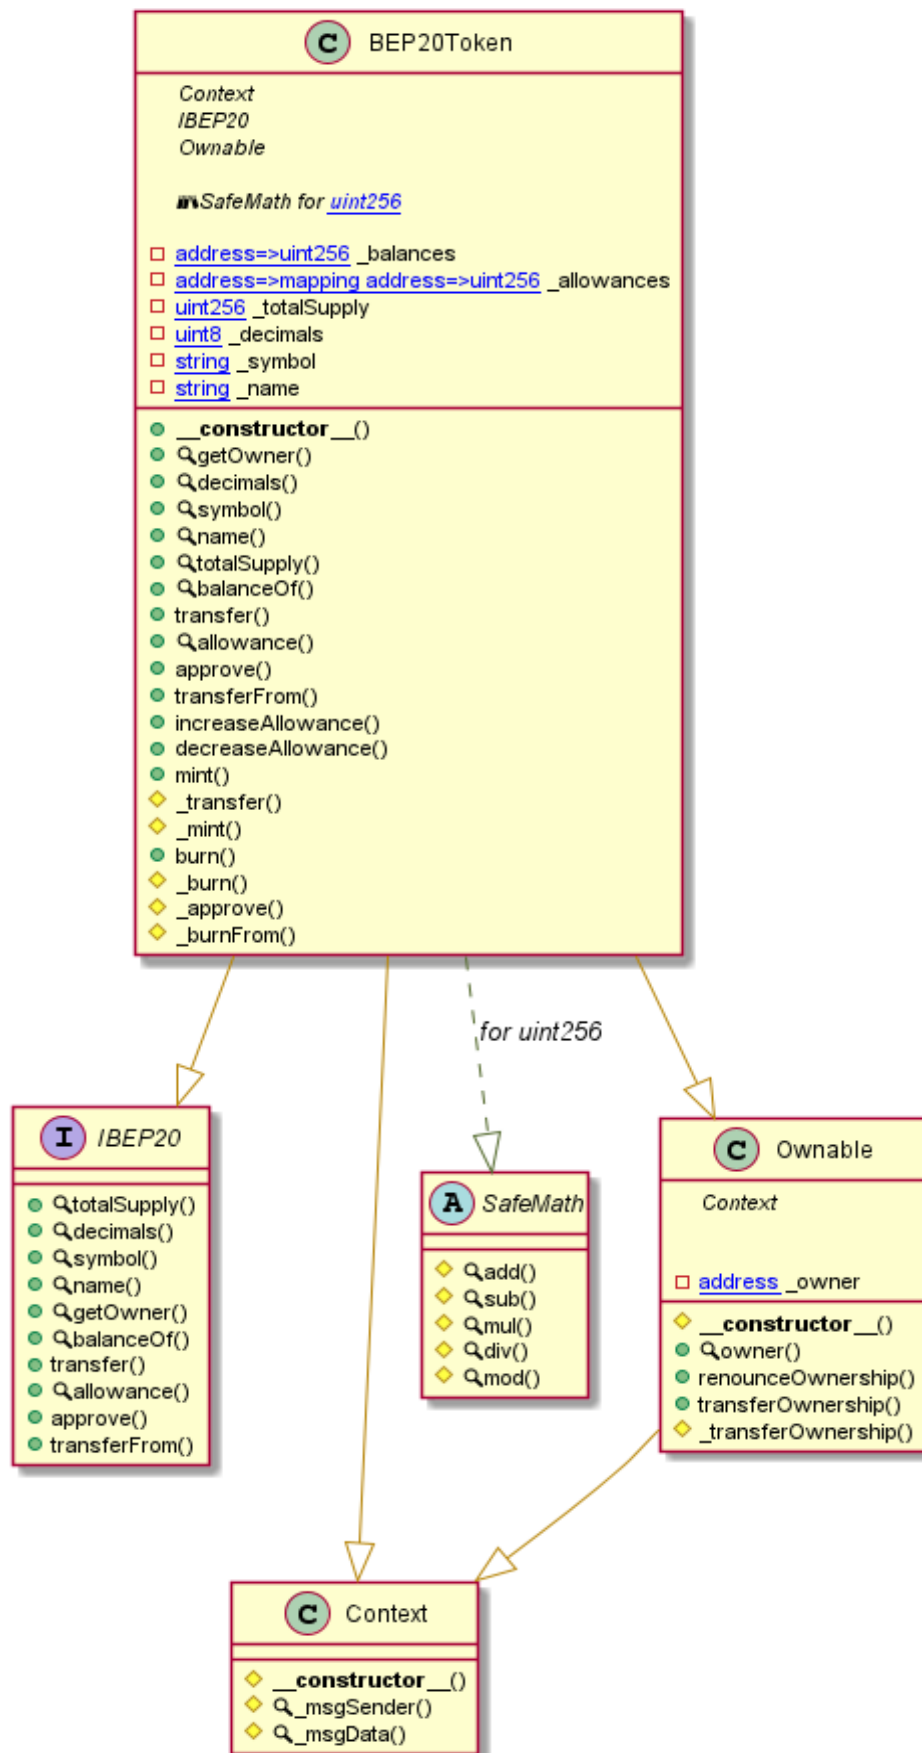 C BEP20Token
Context
IBEP20
Ownable
SafeMath for uint256
address=>uint256 _balances
address=>mapping address=>uint256 _allowances
uint256 _totalSupply
uint8 _decimals
string _symbol
string _name
__constructor__()
getOwner()
decimals()
symbol()
name()
totalSupply()
balanceOf()
transfer()
allowance()
approve()
transferFrom()
increaseAllowance()
decreaseAllowance()
mint()
_transfer()
_mint()
burn()
_burn()
_approve()
_burnFrom()
for uint256
I IBEP20
totalSupply()
decimals()
symbol()
name()
getOwner()
balanceOf()
transfer()
allowance()
approve()
transferFrom()
A SafeMath
add()
sub()
mul()
div()
mod()
C Ownable
Context
address _owner
__constructor__()
owner()
renounceOwnership()
transferOwnership()
_transferOwnership()
C Context
__constructor__()
_msgSender()
_msgData()